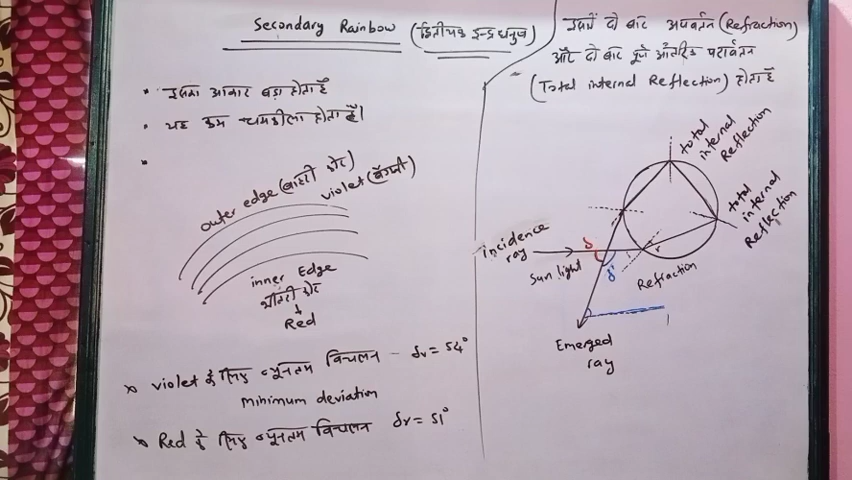 Secondary Rainbow (द्वितीयक इन्द्रधनुष)
• इसका आकार बड़ा होता है
• यह कम चमकीला होता है।
•
outer edge (बाहरी कोर)
violet (बैंगनी)
inner Edge
भीतरी कोर
↓
Red
* violet के लिए न्यूनतम विचलन - δv = 54°
Minimum deviation
* Red के लिए न्यूनतम विचलन δr = 51°
इसमें दो बार अपवर्तन (Refraction)
और दो बार पूर्ण आंतरिक परावर्तन
(Total internal Reflection) होता है
total internal Reflection
total internal Reflection
incidence ray
Sun light
δ
δ'
r
Refraction
Emerged ray